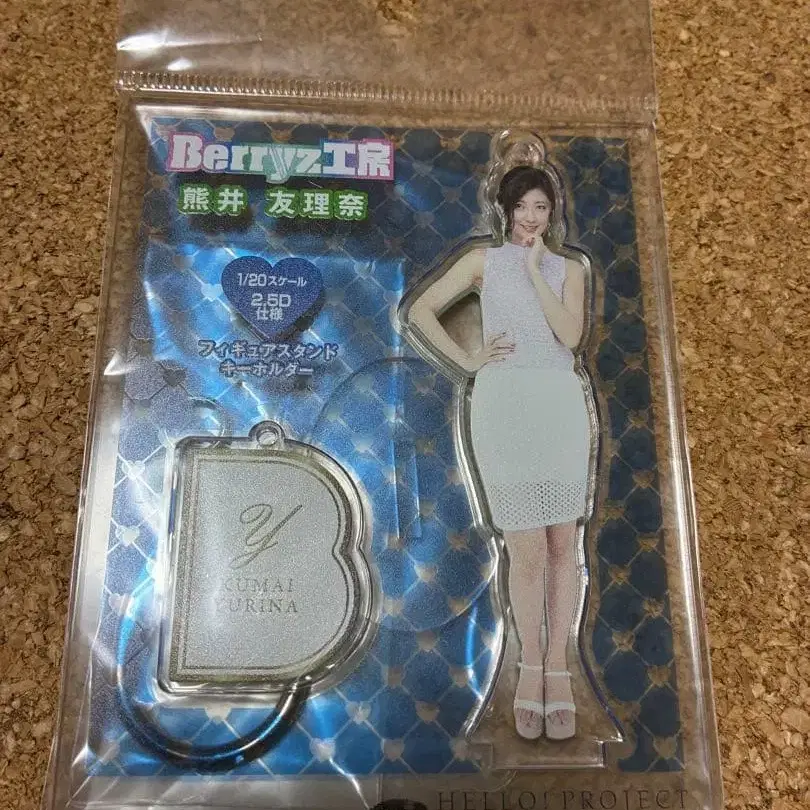 Berryz工房
熊井 友理奈
1/20スケール
2.5D
仕様
フィギュアスタンド
キーホルダー
Y
KUMAI
YURINA
HELLO! PROJECT